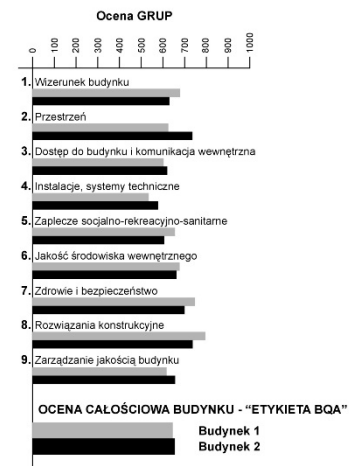 Ocena GRUP
0 100 200 300 400 500 600 700 800 900 1000
1. Wizerunek budynku
2. Przestrzeń
3. Dostęp do budynku i komunikacja wewnętrzna
4. Instalacje, systemy techniczne
5. Zaplecze socjalno-rekreacyjno-sanitarne
6. Jakość środowiska wewnętrznego
7. Zdrowie i bezpieczeństwo
8. Rozwiązania konstrukcyjne
9. Zarządzanie jakością budynku
OCENA CAŁOŚCIOWA BUDYNKU - “ETYKIETA BQA”
Budynek 1
Budynek 2